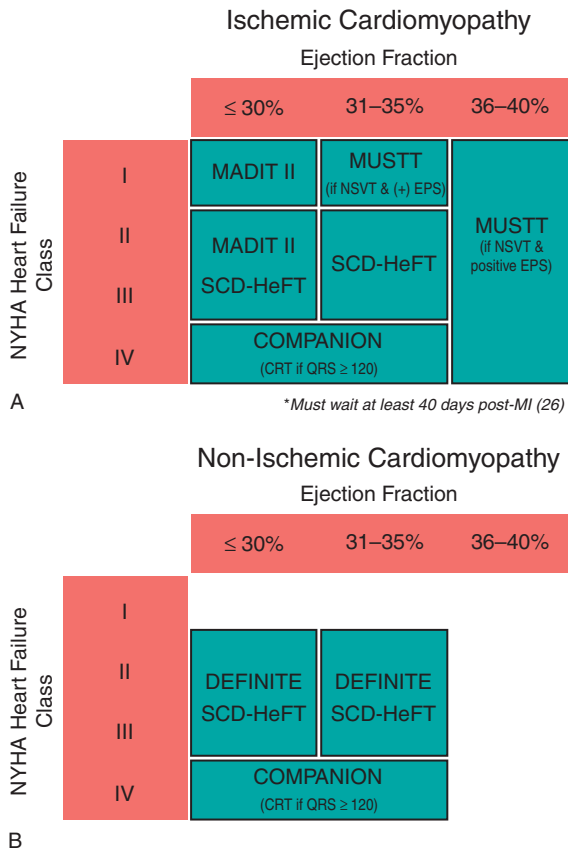 Ischemic Cardiomyopathy
Ejection Fraction
≤ 30% 31–35% 36–40%
NYHA Heart Failure
Class
I
II
III
IV
MADIT II
MUSTT
(if NSVT & (+) EPS)
MADIT II
SCD-HeFT
SCD-HeFT
MUSTT
(if NSVT &
positive EPS)
COMPANION
(CRT if QRS ≥ 120)
A
*Must wait at least 40 days post-MI (26)
Non-Ischemic Cardiomyopathy
Ejection Fraction
≤ 30% 31–35% 36–40%
NYHA Heart Failure
Class
I
II
III
IV
DEFINITE
SCD-HeFT
DEFINITE
SCD-HeFT
COMPANION
(CRT if QRS ≥ 120)
B